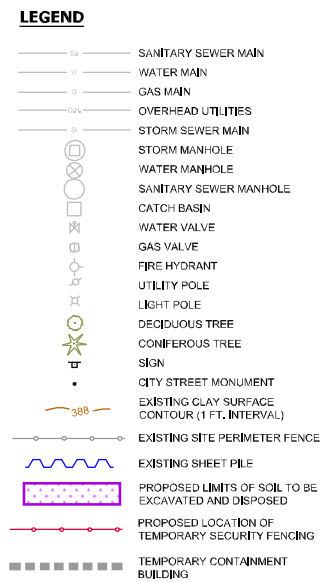 LEGEND
Sa SANITARY SEWER MAIN
W WATER MAIN
G GAS MAIN
O.H. OVERHEAD UTILITIES
St STORM SEWER MAIN
STORM MANHOLE
WATER MANHOLE
SANITARY SEWER MANHOLE
CATCH BASIN
WATER VALVE
GAS VALVE
FIRE HYDRANT
UTILITY POLE
LIGHT POLE
DECIDUOUS TREE
CONIFEROUS TREE
SIGN
CITY STREET MONUMENT
388 EXISTING CLAY SURFACE
CONTOUR (1 FT. INTERVAL)
EXISTING SITE PERIMETER FENCE
EXISTING SHEET PILE
PROPOSED LIMITS OF SOIL TO BE
EXCAVATED AND DISPOSED
PROPOSED LOCATION OF
TEMPORARY SECURITY FENCING
TEMPORARY CONTAINMENT
BUILDING